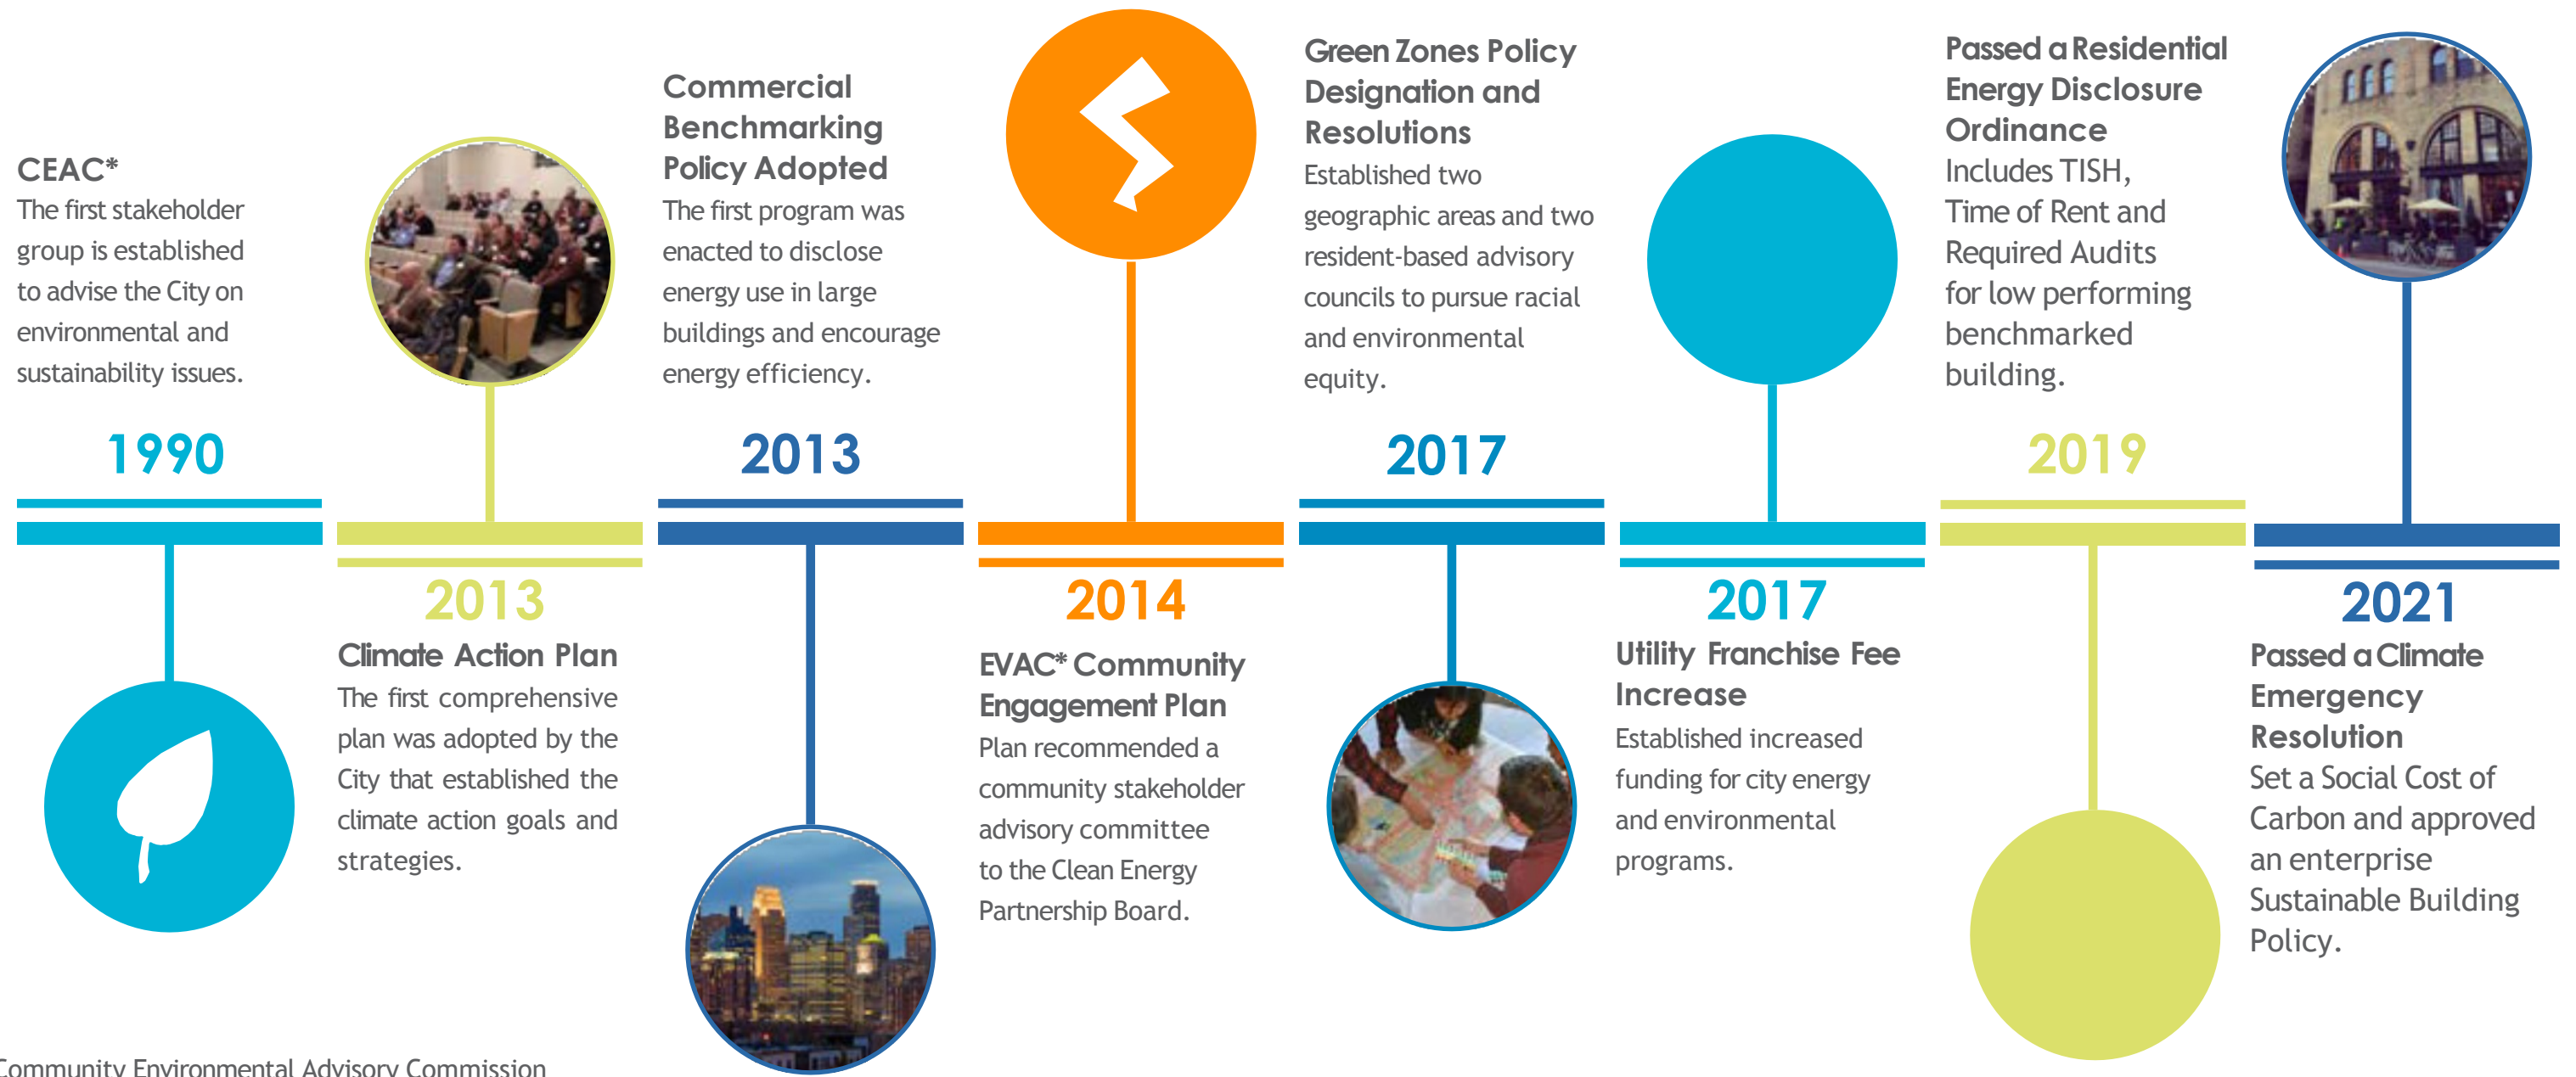 CEAC*
The first stakeholder
group is established
to advise the City on
environmental and
sustainability issues.
1990
2013
Climate Action Plan
The first comprehensive
plan was adopted by the
City that established the
climate action goals and
strategies.
Commercial
Benchmarking
Policy Adopted
The first program was
enacted to disclose
energy use in large
buildings and encourage
energy efficiency.
2013
2014
EVAC* Community
Engagement Plan
Plan recommended a
community stakeholder
advisory committee
to the Clean Energy
Partnership Board.
Green Zones Policy
Designation and
Resolutions
Established two
geographic areas and two
resident-based advisory
councils to pursue racial
and environmental
equity.
2017
2017
Utility Franchise Fee
Increase
Established increased
funding for city energy
and environmental
programs.
Passed a Residential
Energy Disclosure
Ordinance
Includes TISH,
Time of Rent and
Required Audits
for low performing
benchmarked
building.
2019
2021
Passed a Climate
Emergency
Resolution
Set a Social Cost of
Carbon and approved
an enterprise
Sustainable Building
Policy.
Community Environmental Advisory Commission